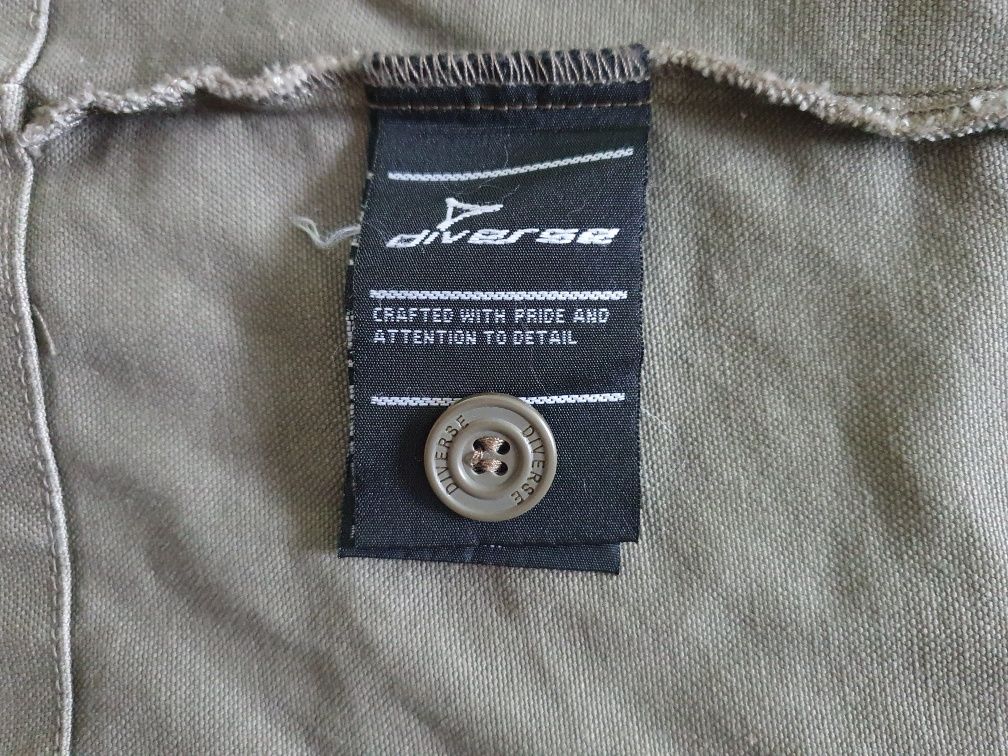 diverse
CRAFTED WITH PRIDE AND
ATTENTION TO DETAIL
DIVERSE DIVERSE